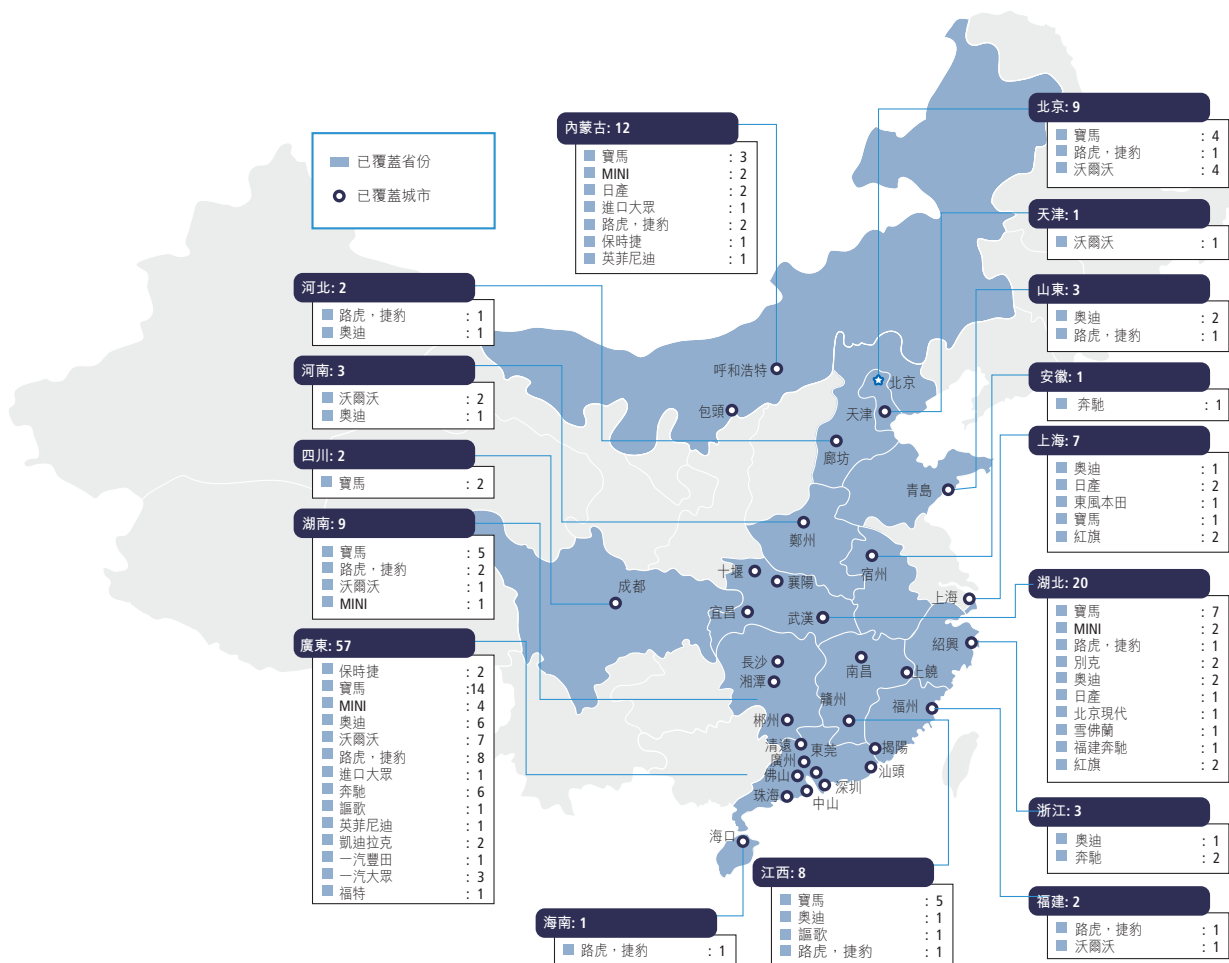 已覆蓋省份
已覆蓋城市
內蒙古: 12
寶馬 : 3
MINI : 2
日產 : 2
進口大眾 : 1
路虎・捷豹 : 2
保時捷 : 1
英菲尼迪 : 1
河北: 2
路虎・捷豹 : 1
奧迪 : 1
河南: 3
沃爾沃 : 2
奧迪 : 1
四川: 2
寶馬 : 2
湖南: 9
寶馬 : 5
路虎・捷豹 : 2
沃爾沃 : 1
MINI : 1
廣東: 57
保時捷 : 2
寶馬 :14
MINI : 4
奧迪 : 6
沃爾沃 : 7
路虎・捷豹 : 8
進口大眾 : 1
奔馳 : 6
謳歌 : 1
英菲尼迪 : 1
凱迪拉克 : 2
一汽豐田 : 1
一汽大眾 : 3
福特 : 1
海南: 1
路虎・捷豹 : 1
江西: 8
寶馬 : 5
奧迪 : 1
謳歌 : 1
路虎・捷豹 : 1
北京: 9
寶馬 : 4
路虎・捷豹 : 1
沃爾沃 : 4
天津: 1
沃爾沃 : 1
山東: 3
奧迪 : 2
路虎・捷豹 : 1
安徽: 1
奔馳 : 1
上海: 7
奧迪 : 1
日產 : 2
東風本田 : 1
寶馬 : 1
紅旗 : 2
湖北: 20
寶馬 : 7
MINI : 2
路虎・捷豹 : 1
別克 : 2
奧迪 : 2
日產 : 1
北京現代 : 1
雪佛蘭 : 1
福建奔馳 : 1
紅旗 : 2
浙江: 3
奧迪 : 1
奔馳 : 2
福建: 2
路虎・捷豹 : 1
沃爾沃 : 1
呼和浩特
北京
包頭
天津
廊坊
青島
鄭州
宿州
十堰
襄陽
成都
上海
宜昌
武漢
紹興
長沙
南昌
上饒
湘潭
贛州
福州
郴州
清遠
東莞
揭陽
廣州
佛山
汕頭
深圳
珠海
中山
海口